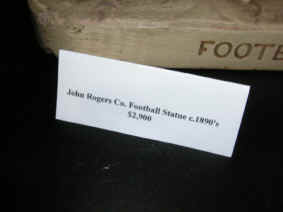 FOOTB
John Rogers Co. Football Statue c.1890's
$2,900